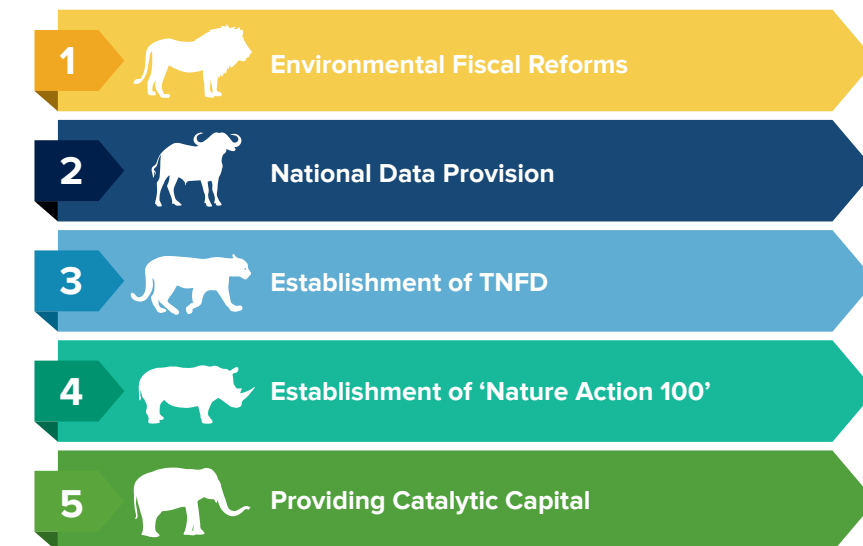 1 Environmental Fiscal Reforms
2 National Data Provision
3 Establishment of TNFD
4 Establishment of ‘Nature Action 100’
5 Providing Catalytic Capital